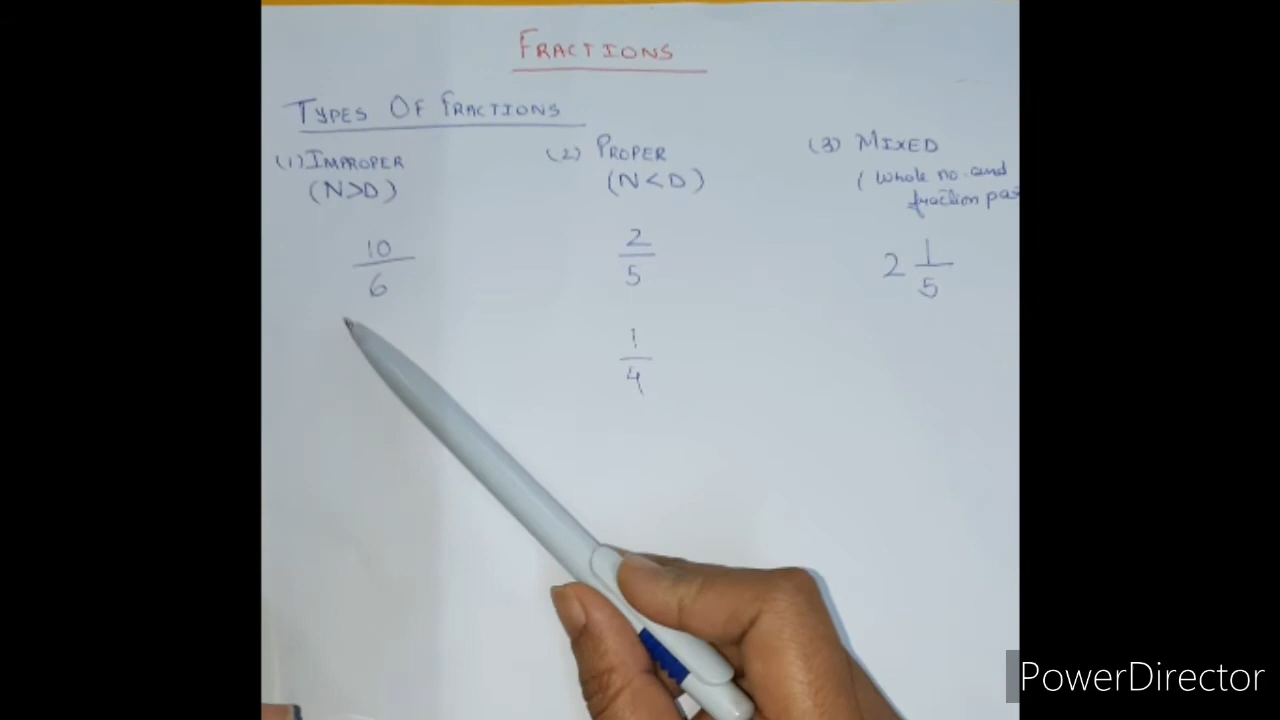 FRACTIONS
TYPES OF FRACTIONS
(1) IMPROPER
(N>D)
10
6
(2) PROPER
(N<D)
2
5
1
4
(3) MIXED
( whole no. and
fraction
2 1
5
PowerDirector